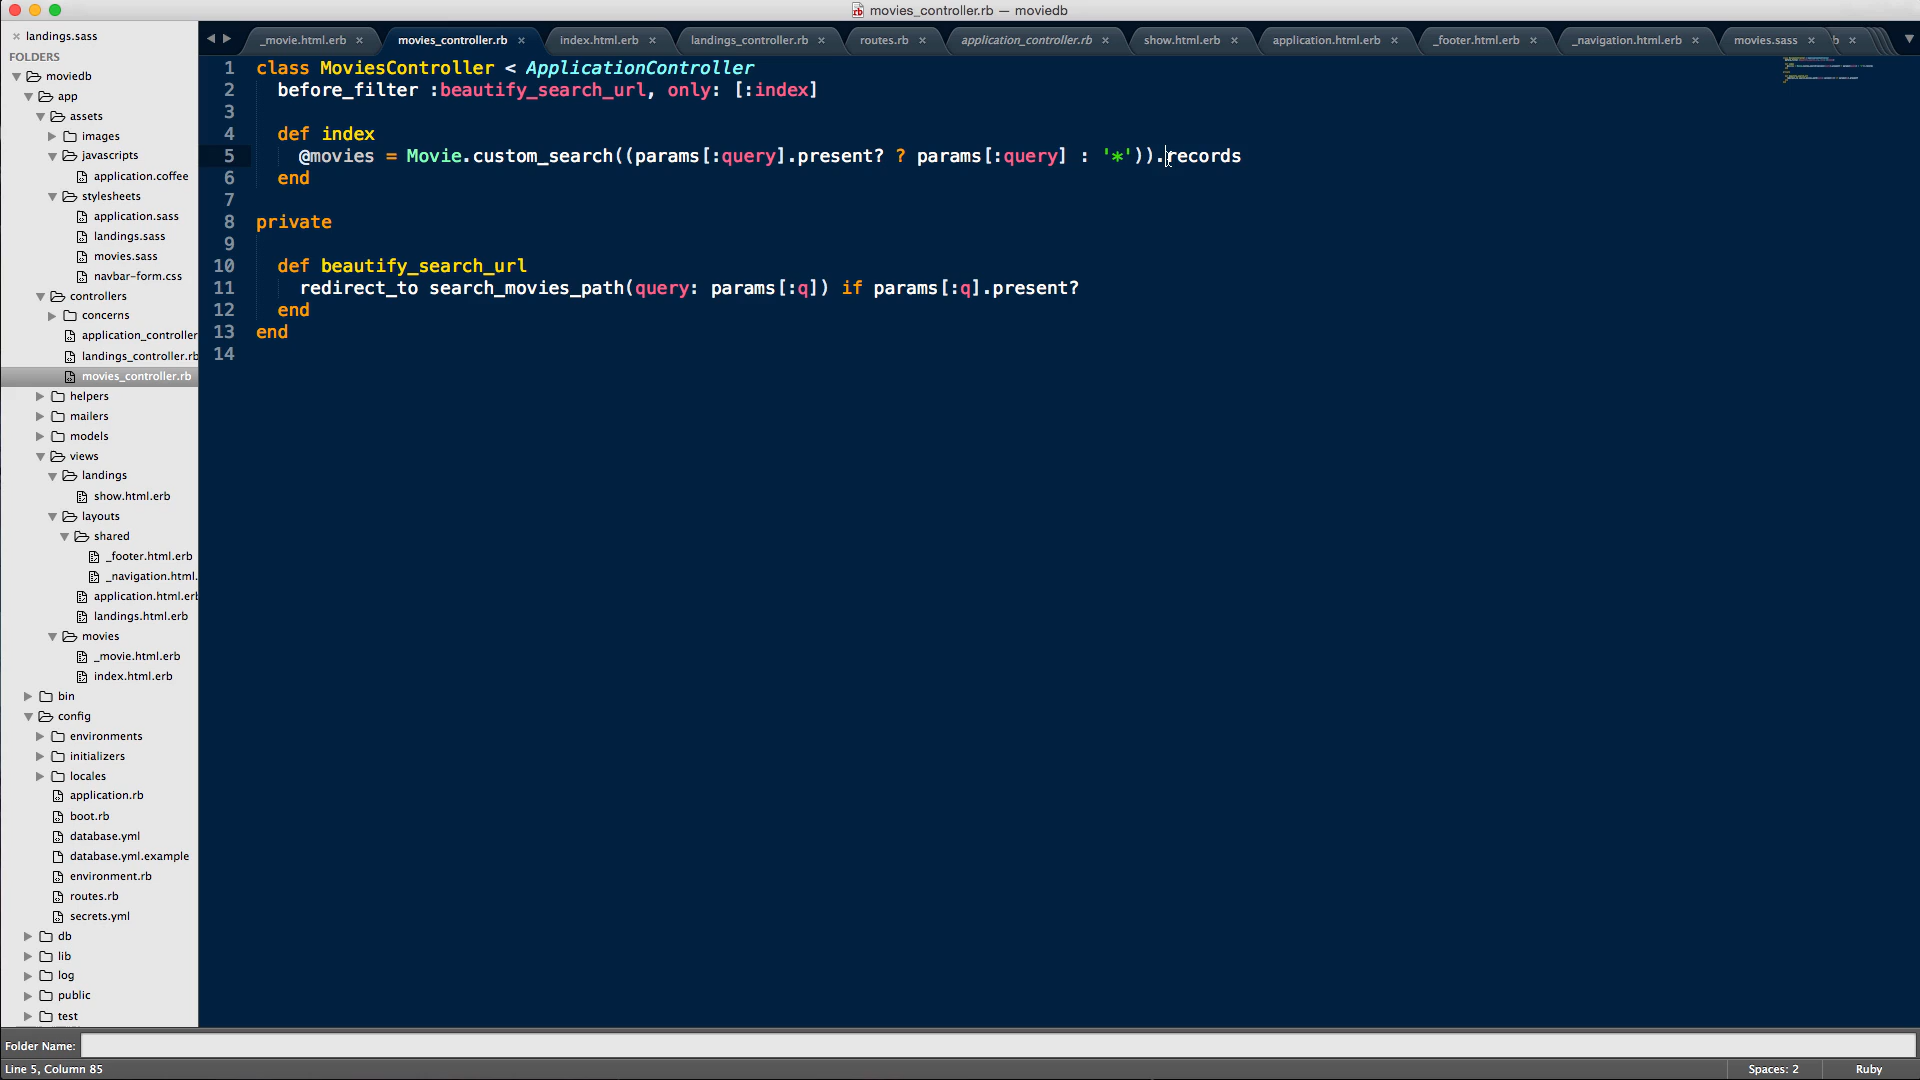 movies_controller.rb — moviedb
landings.sass
_movie.html.erb
movies_controller.rb
index.html.erb
landings_controller.rb
routes.rb
application_controller.rb
show.html.erb
application.html.erb
_footer.html.erb
_navigation.html.erb
movies.sass
b
FOLDERS
moviedb
app
assets
images
javascripts
application.coffee
stylesheets
application.sass
landings.sass
movies.sass
navbar-form.css
controllers
concerns
application_controller
landings_controller.rb
movies_controller.rb
helpers
mailers
models
views
landings
show.html.erb
layouts
shared
_footer.html.erb
_navigation.html.
application.html.erb
landings.html.erb
movies
_movie.html.erb
index.html.erb
bin
config
environments
initializers
locales
application.rb
boot.rb
database.yml
database.yml.example
environment.rb
routes.rb
secrets.yml
db
lib
log
public
test
1 class MoviesController < ApplicationController
2 before_filter :beautify_search_url, only: [:index]
3
4 def index
5 @movies = Movie.custom_search((params[:query].present? ? params[:query] : '*')).records
6 end
7
8 private
9
10 def beautify_search_url
11 redirect_to search_movies_path(query: params[:q]) if params[:q].present?
12 end
13 end
14
Folder Name:
Line 5, Column 85
Spaces: 2
Ruby